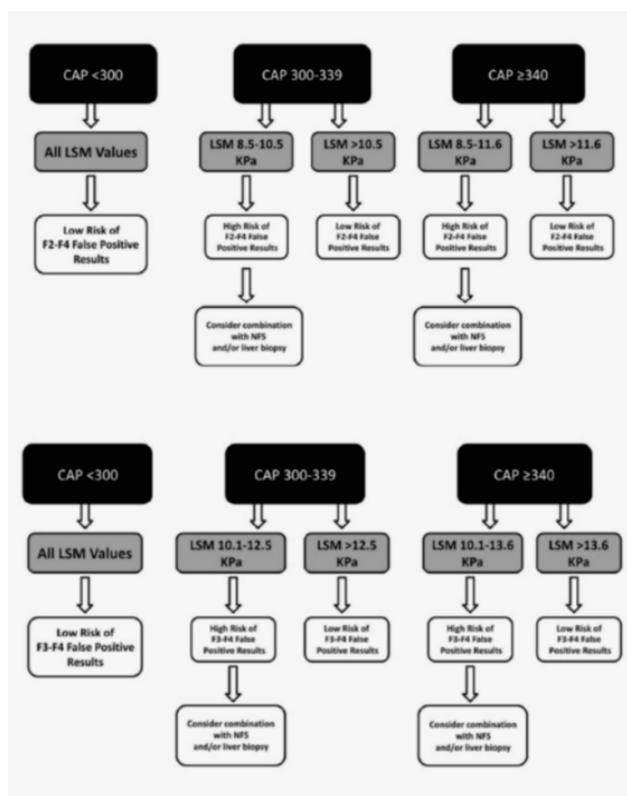 CAP <300
CAP 300-339
CAP ≥340
All LSM Values
LSM 8.5-10.5
KPa
LSM >10.5
KPa
LSM 8.5-11.6
KPa
LSM >11.6
KPa
Low Risk of
F2-F4 False Positive
Results
High Risk of
F2-F4 False
Positive Results
Low Risk of
F2-F4 False
Positive Results
High Risk of
F2-F4 False
Positive Results
Low Risk of
F2-F4 False
Positive Results
Consider combination
with NFS
and/or liver biopsy
Consider combination
with NFS
and/or liver biopsy
CAP <300
CAP 300-339
CAP ≥340
All LSM Values
LSM 10.1-12.5
KPa
LSM >12.5
KPa
LSM 10.1-13.6
KPa
LSM >13.6
KPa
Low Risk of
F3-F4 False Positive
Results
High Risk of
F3-F4 False
Positive Results
Low Risk of
F3-F4 False
Positive Results
High Risk of
F3-F4 False
Positive Results
Low Risk of
F3-F4 False
Positive Results
Consider combination
with NFS
and/or liver biopsy
Consider combination
with NFS
and/or liver biopsy